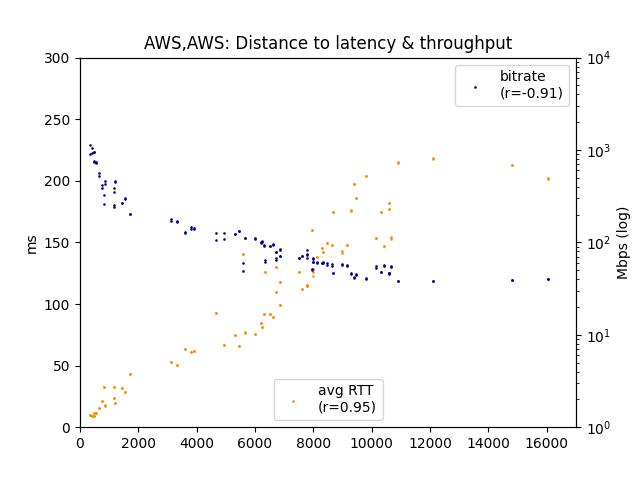 AWS,AWS: Distance to latency & throughput
300
250
200
150
100
50
0
ms
bitrate
(r=-0.91)
avg RTT
(r=0.95)
10^4
10^3
10^2
10^1
10^0
Mbps (log)
0 2000 4000 6000 8000 10000 12000 14000 16000